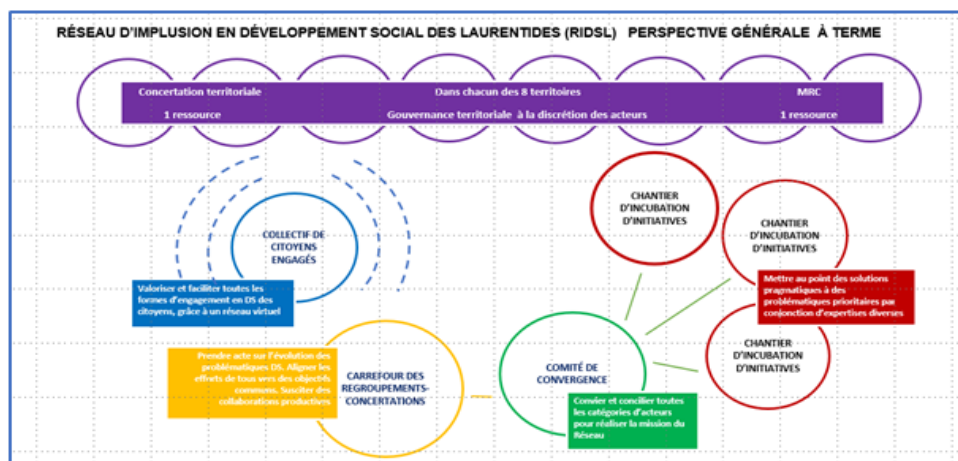 RÉSEAU D'IMPLUSION EN DÉVELOPPEMENT SOCIAL DES LAURENTIDES (RIDSL) PERSPECTIVE GÉNÉRALE À TERME
Concertation territoriale
Dans chacun des 8 territoires
MRC
1 ressource
Gouvernance territoriale à la discrétion des acteurs
1 ressource
COLLECTIF DE
CITOYENS
ENGAGÉS
Valoriser et faciliter toutes les
formes d'engagement en DS des
citoyens, grâce à un réseau virtuel
CHANTIER
D'INCUBATION
D'INITIATIVES
CHANTIER
D'INCUBATION
D'INITIATIVES
Mettre au point des solutions
pragmatiques à des
problématiques prioritaires par
conjonction d'expertises diverses
CHANTIER
D'INCUBATION
D'INITIATIVES
Prendre acte sur l'évolution des
problématiques DS. Aligner les
efforts de tous vers des objectifs
communs. Susciter des
collaborations productives
CARREFOUR DES
REGROUPEMENTS-
CONCERTATIONS
COMITÉ DE
CONVERGENCE
Convier et concilier toutes
les catégories d'acteurs
pour réaliser la mission du
Réseau